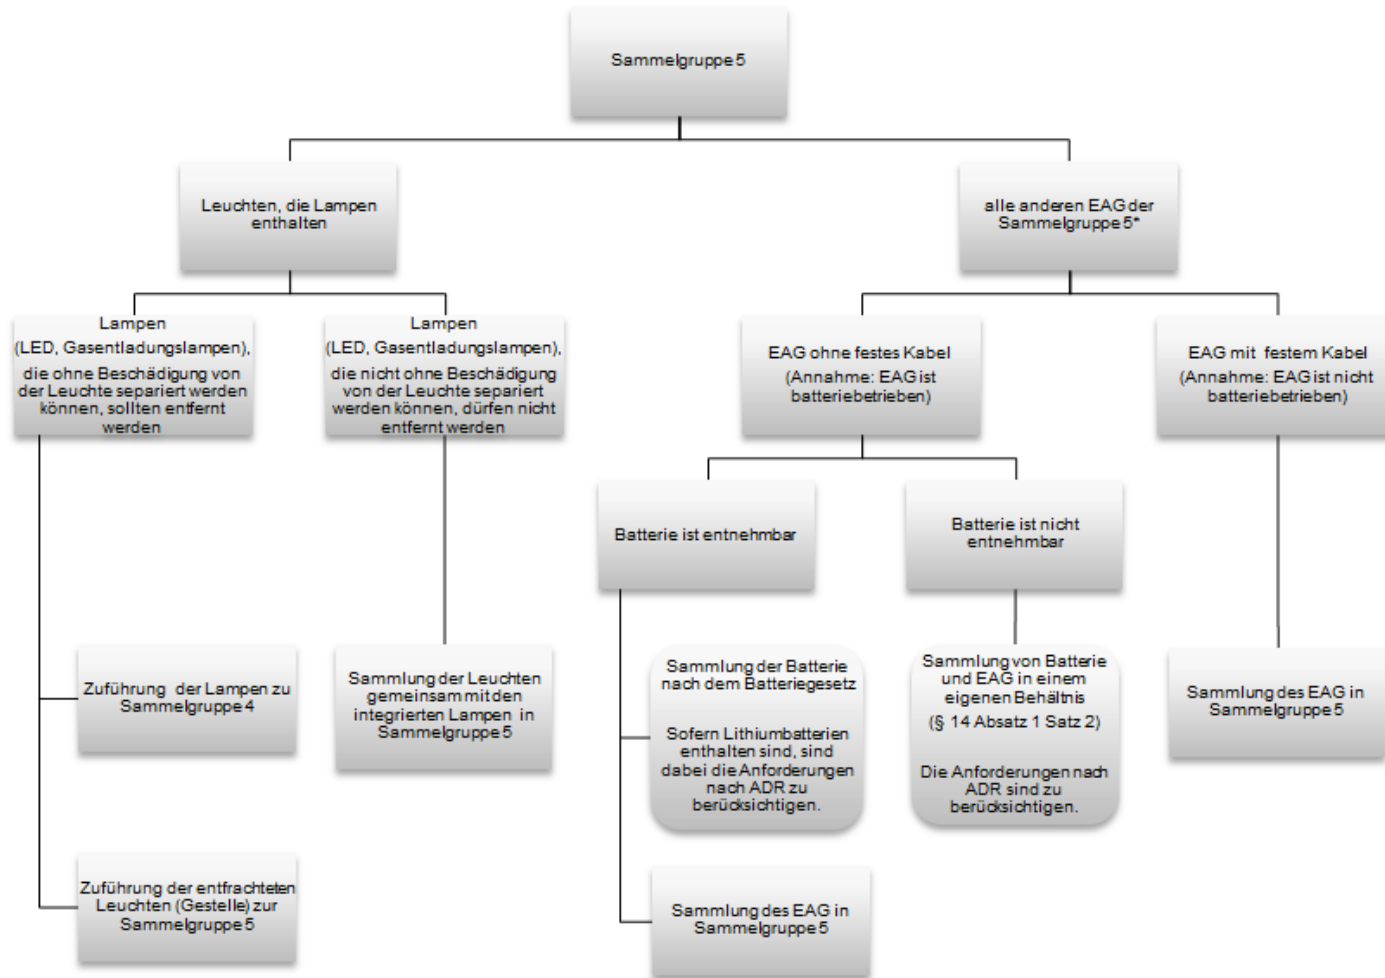 Sammelgruppe 5
Leuchten, die Lampen
enthalten
alle anderen EAG der
Sammelgruppe 5*
Lampen
(LED, Gasentladungslampen),
die ohne Beschädigung von
der Leuchte separiert werden
können, sollten entfernt
werden
Lampen
(LED, Gasentladungslampen),
die nicht ohne Beschädigung
von der Leuchte separiert
werden können, dürfen nicht
entfernt werden
EAG ohne festes Kabel
(Annahme: EAG ist
batteriebetrieben)
EAG mit festem Kabel
(Annahme: EAG ist nicht
batteriebetrieben)
Batterie ist entnehmbar
Batterie ist nicht
entnehmbar
Zuführung der Lampen zu
Sammelgruppe 4
Sammlung der Leuchten
gemeinsam mit den
integrierten Lampen in
Sammelgruppe 5
Sammlung der Batterie
nach dem Batteriegesetz
Sofern Lithiumbatterien
enthalten sind, sind
dabei die Anforderungen
nach ADR zu
berücksichtigen.
Sammlung von Batterie
und EAG in einem
eigenen Behältnis
(§ 14 Absatz 1 Satz 2)
Die Anforderungen nach
ADR sind zu
berücksichtigen.
Sammlung des EAG in
Sammelgruppe 5
Zuführung der entfrachteten
Leuchten (Gestelle) zur
Sammelgruppe 5
Sammlung des EAG in
Sammelgruppe 5